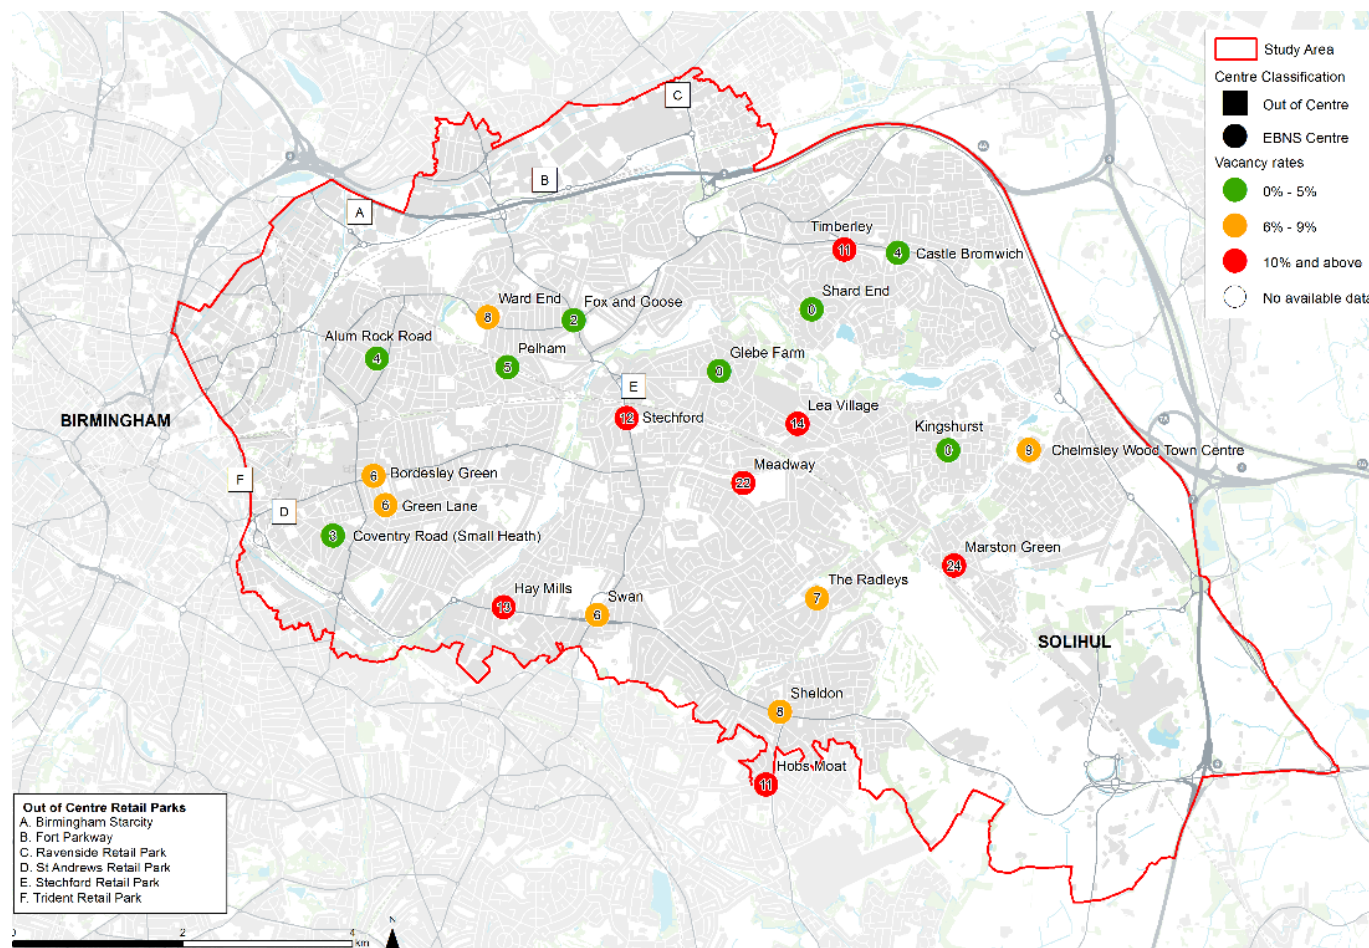 Study Area
Centre Classification
Out of Centre
EBNS Centre
Vacancy rates
0% - 5%
6% - 9%
10% and above
No available data
C
B
A
Timberley
11
4
Castle Bromwich
Ward End
8
Fox and Goose
2
Shard End
0
Alum Rock Road
4
Pelham
5
Glebe Farm
0
E
BIRMINGHAM
12
Stechford
Lea Village
14
Kingshurst
0
9
Chelmsley Wood Town Centre
Meadway
22
F
6
Bordesley Green
D
6
Green Lane
3
Coventry Road (Small Heath)
Marston Green
24
Hay Mills
13
Swan
6
The Radleys
7
SOLIHUL
Sheldon
8
Hobs Moat
11
Out of Centre Retail Parks
A. Birmingham Starcity
B. Fort Parkway
C. Ravenside Retail Park
D. St Andrews Retail Park
E. Stechford Retail Park
F. Trident Retail Park
0 2 4
km
N